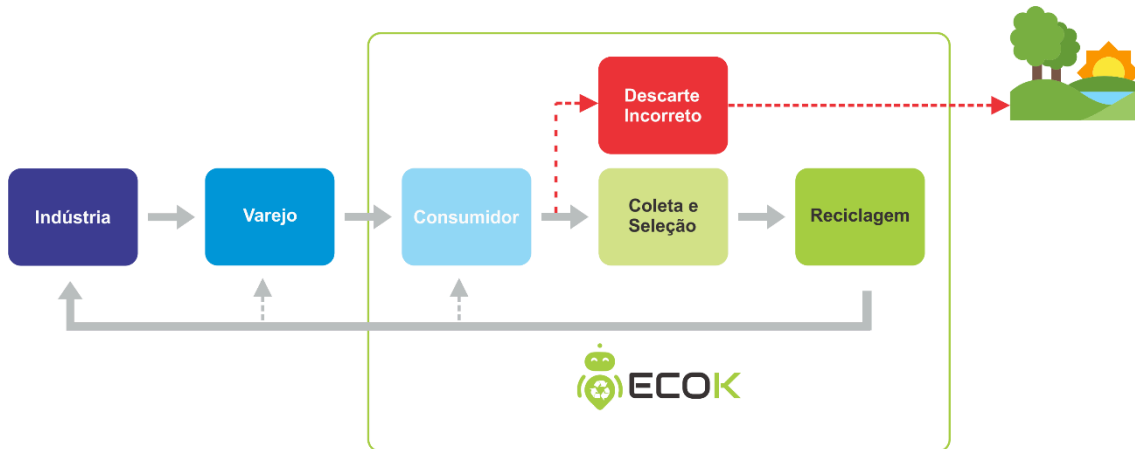 Descarte
Incorreto
Indústria
Varejo
Consumidor
Coleta e
Seleção
Reciclagem
ECOK